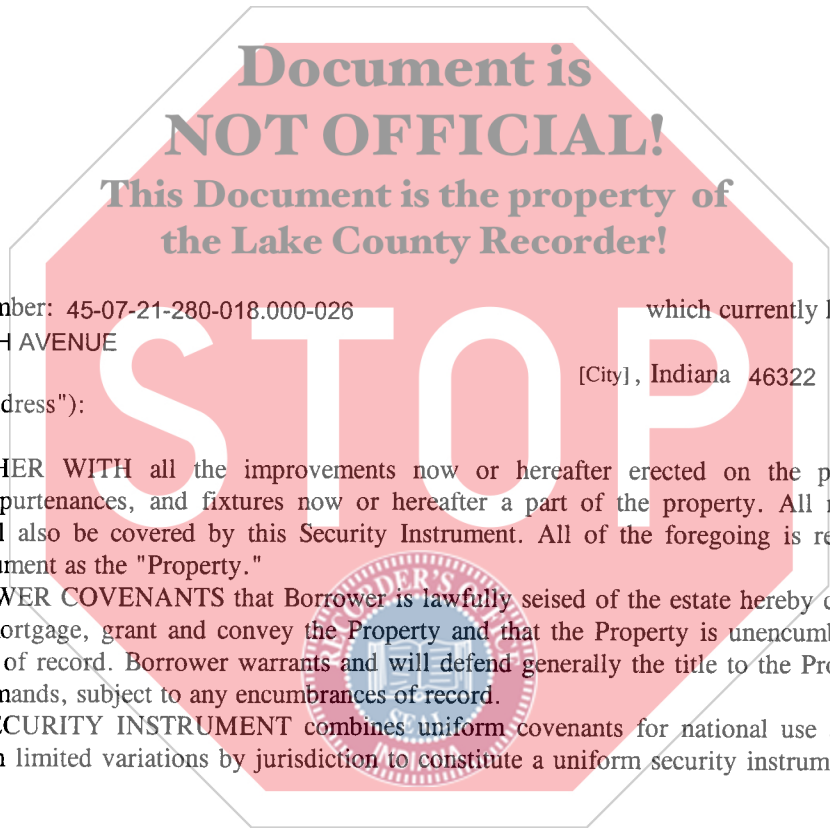 Document is
NOT OFFICIAL!
This Document is the property of
the Lake County Recorder!
mber: 45-07-21-280-018.000-026 which currently
H AVENUE
[City], Indiana 46322
dress"):
STOP
HER WITH all the improvements now or hereafter erected on the p
purtenances, and fixtures now or hereafter a part of the property. All
l also be covered by this Security Instrument. All of the foregoing is re
ument as the "Property."
WER COVENANTS that Borrower is lawfully seised of the estate hereby
ortgage, grant and convey the Property and that the Property is unencumb
of record. Borrower warrants and will defend generally the title to the Pro
mands, subject to any encumbrances of record.
ECURITY INSTRUMENT combines uniform covenants for national use
limited variations by jurisdiction to constitute a uniform security instrum
RECORDER'S OFFICE
SEAL
INDIANA